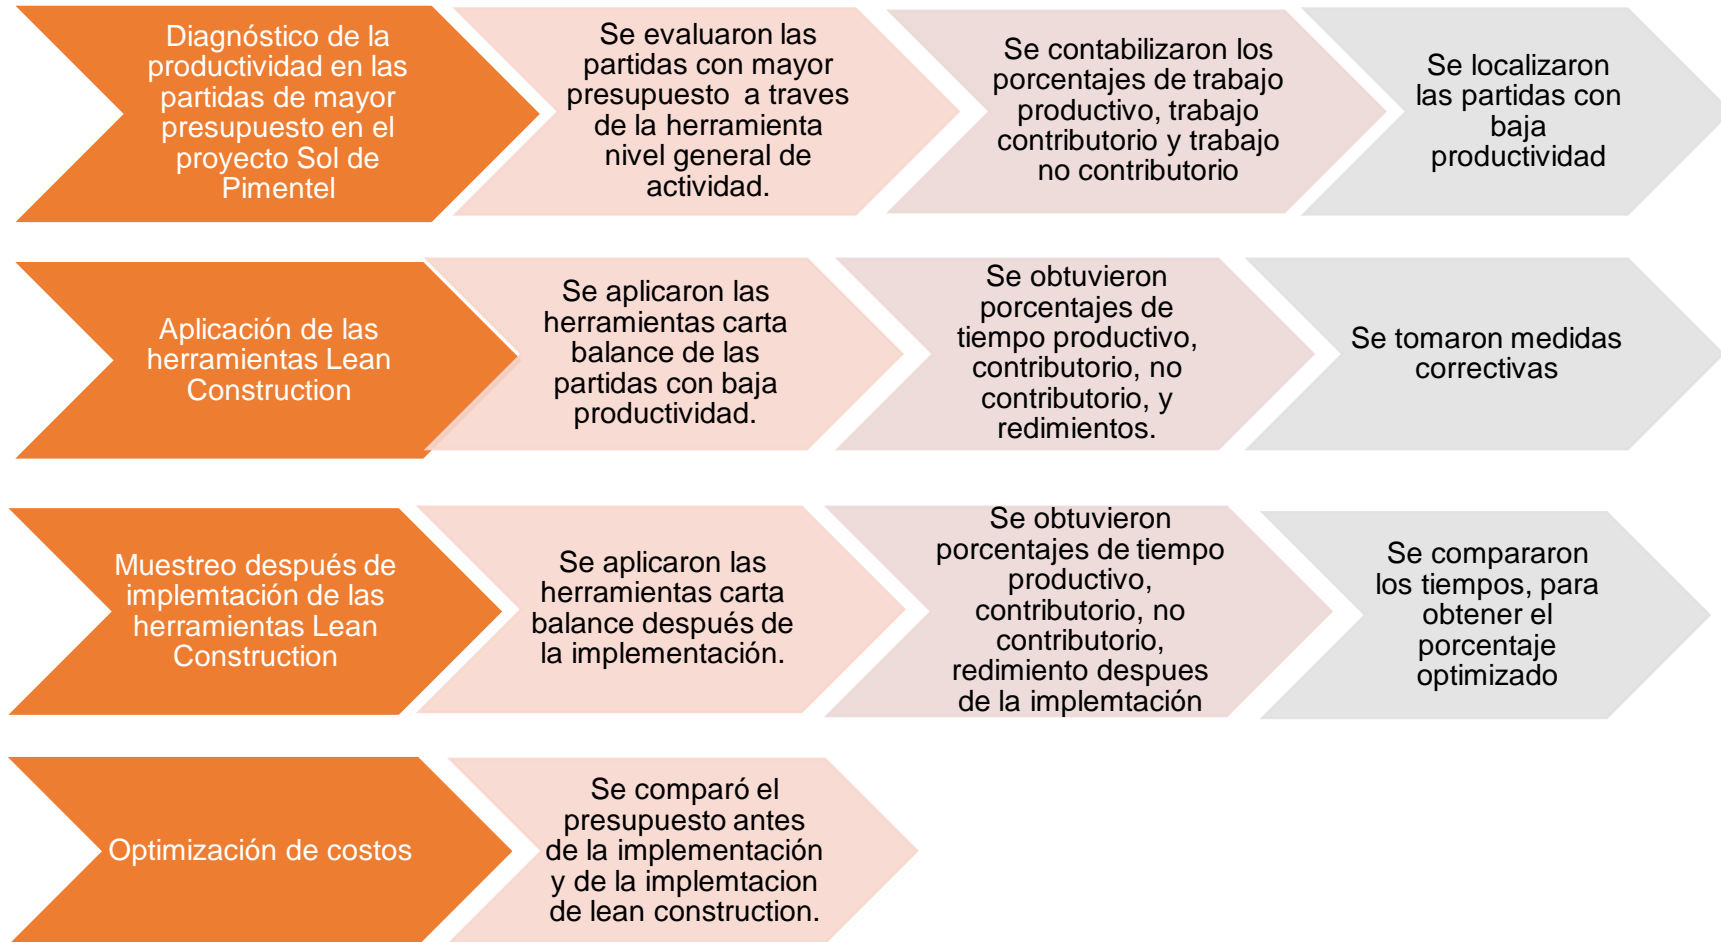 Diagnóstico de la
productividad en las
partidas de mayor
presupuesto en el
proyecto Sol de
Pimentel
Se evaluaron las
partidas con mayor
presupuesto a traves
de la herramienta
nivel general de
actividad.
Se contabilizaron los
porcentajes de trabajo
productivo, trabajo
contributorio y trabajo
no contributorio
Se localizaron
las partidas con
baja
productividad
Aplicación de las
herramientas Lean
Construction
Se aplicaron las
herramientas carta
balance de las
partidas con baja
productividad.
Se obtuvieron
porcentajes de
tiempo productivo,
contributorio, no
contributorio, y
redimientos.
Se tomaron medidas
correctivas
Muestreo después de
implemtación de las
herramientas Lean
Construction
Se aplicaron las
herramientas carta
balance después de
la implementación.
Se obtuvieron
porcentajes de tiempo
productivo,
contributorio, no
contributorio,
redimiento despues
de la implemtación
Se compararon
los tiempos, para
obtener el
porcentaje
optimizado
Optimización de costos
Se comparó el
presupuesto antes
de la implementación
y de la implemtacion
de lean construction.